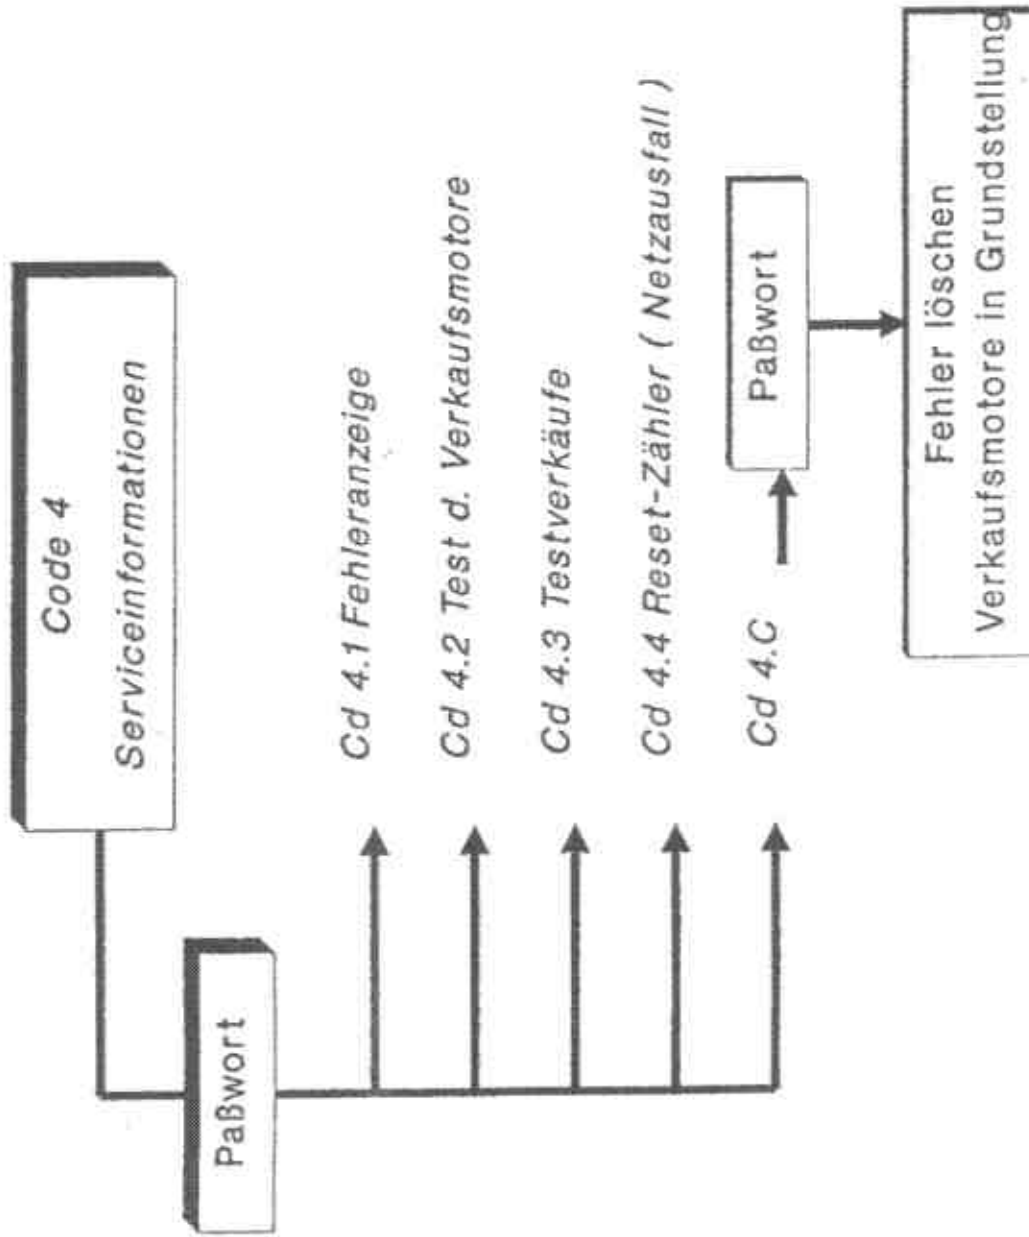 Code 4
Serviceinformationen
Paßwort
Cd 4.1 Fehleranzeige
Cd 4.2 Test d. Verkaufsmotore
Cd 4.3 Testverkäufe
Cd 4.4 Reset-Zähler ( Netzausfall )
Cd 4.C
Paßwort
Fehler löschen
Verkaufsmotore in Grundstellung